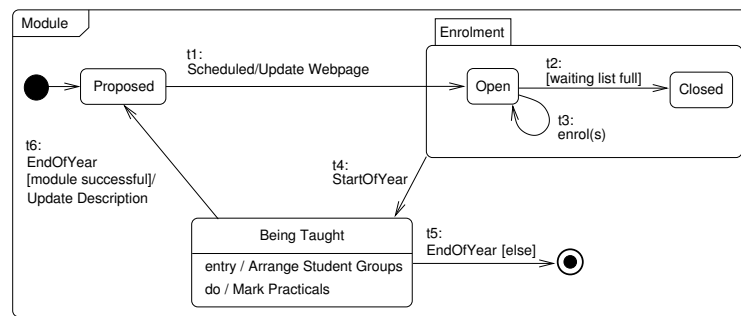 Module
Enrolment
t1:
Scheduled/Update Webpage
t2:
[waiting list full]
Proposed
Open
Closed
t3:
enrol(s)
t6:
EndOfYear
[module successful]/
Update Description
t4:
StartOfYear
Being Taught
t5:
EndOfYear [else]
entry / Arrange Student Groups
do / Mark Practicals